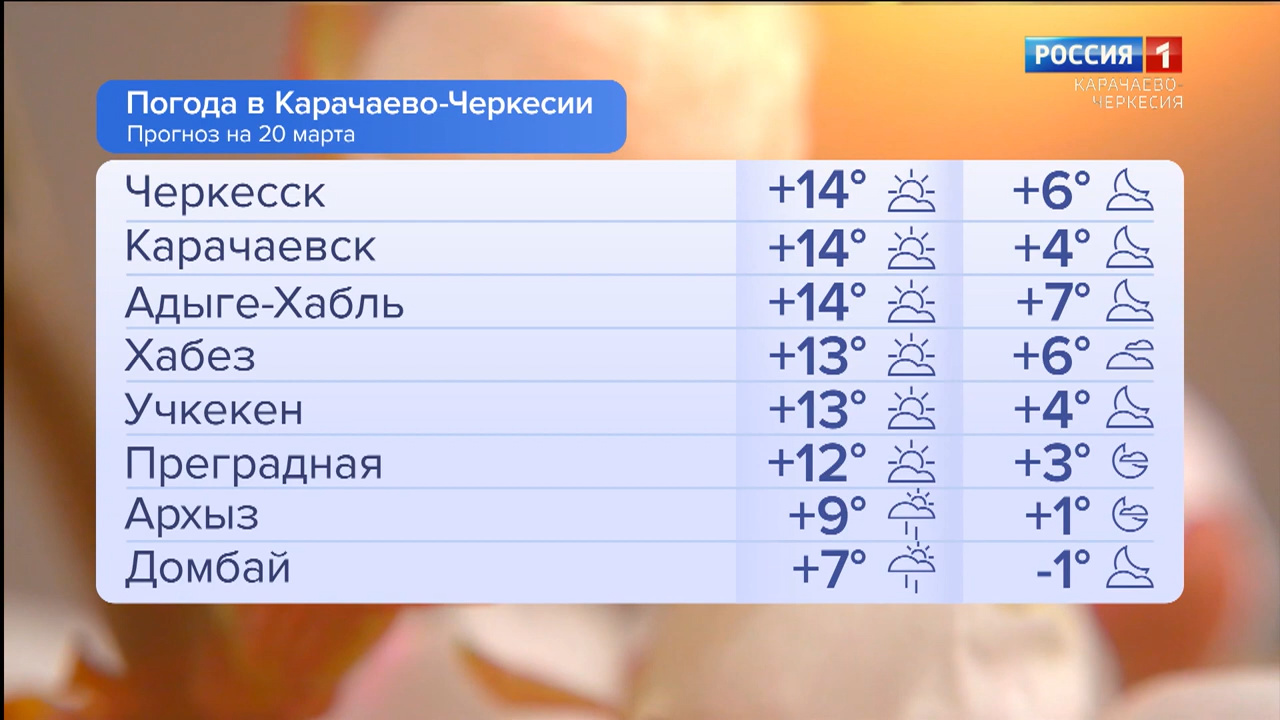 РОССИЯ 1
КАРАЧАЕВО-
ЧЕРКЕСИЯ
Погода в Карачаево-Черкесии
Прогноз на 20 марта
Черкесск +14° +6°
Карачаевск +14° +4°
Адыге-Хабль +14° +7°
Хабез +13° +6°
Учкекен +13° +4°
Преградная +12° +3°
Архыз +9° +1°
Домбай +7° -1°